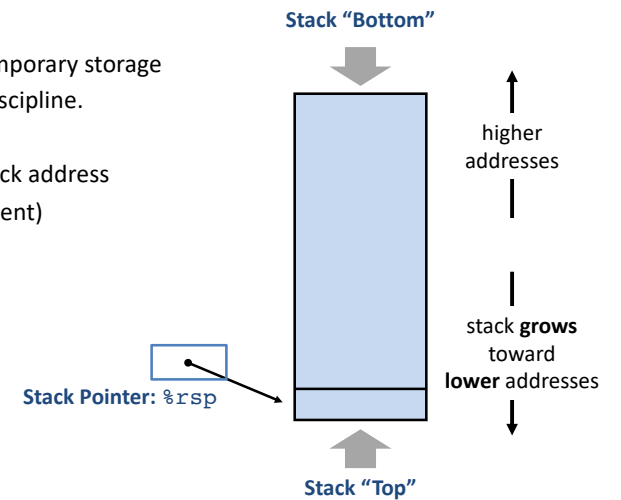 Stack “Bottom”
mporary storage
scipline.
higher
addresses
ck address
ent)
stack grows
toward
lower addresses
Stack Pointer: %rsp
Stack “Top”